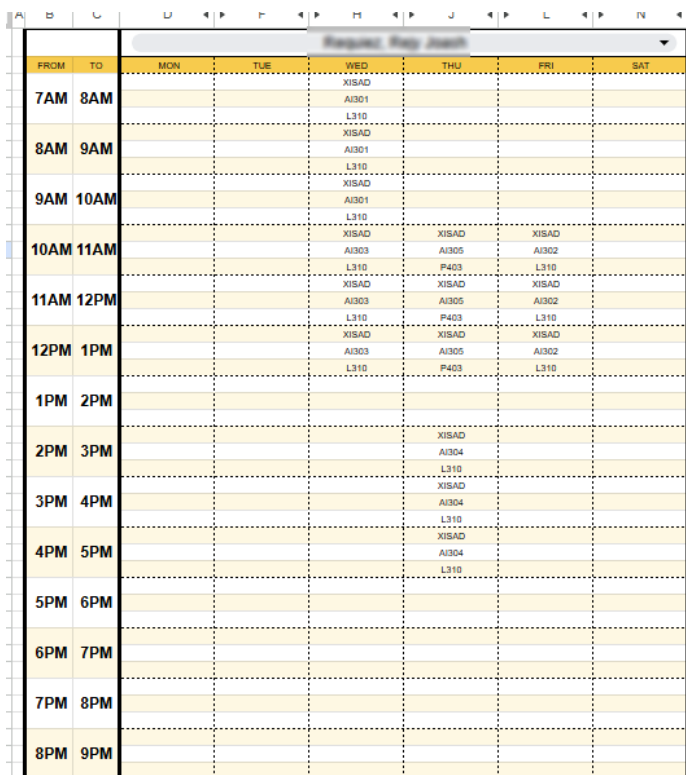 A B C D F H J L N
FROM TO MON TUE WED THU FRI SAT
7AM 8AM XISAD
AI301
L310
8AM 9AM XISAD
AI301
L310
9AM 10AM XISAD
AI301
L310
10AM 11AM XISAD XISAD XISAD
AI303 AI305 AI302
L310 P403 L310
11AM 12PM XISAD XISAD XISAD
AI303 AI305 AI302
L310 P403 L310
12PM 1PM XISAD XISAD XISAD
AI303 AI305 AI302
L310 P403 L310
1PM 2PM
2PM 3PM XISAD
AI304
L310
3PM 4PM XISAD
AI304
L310
4PM 5PM XISAD
AI304
L310
5PM 6PM
6PM 7PM
7PM 8PM
8PM 9PM